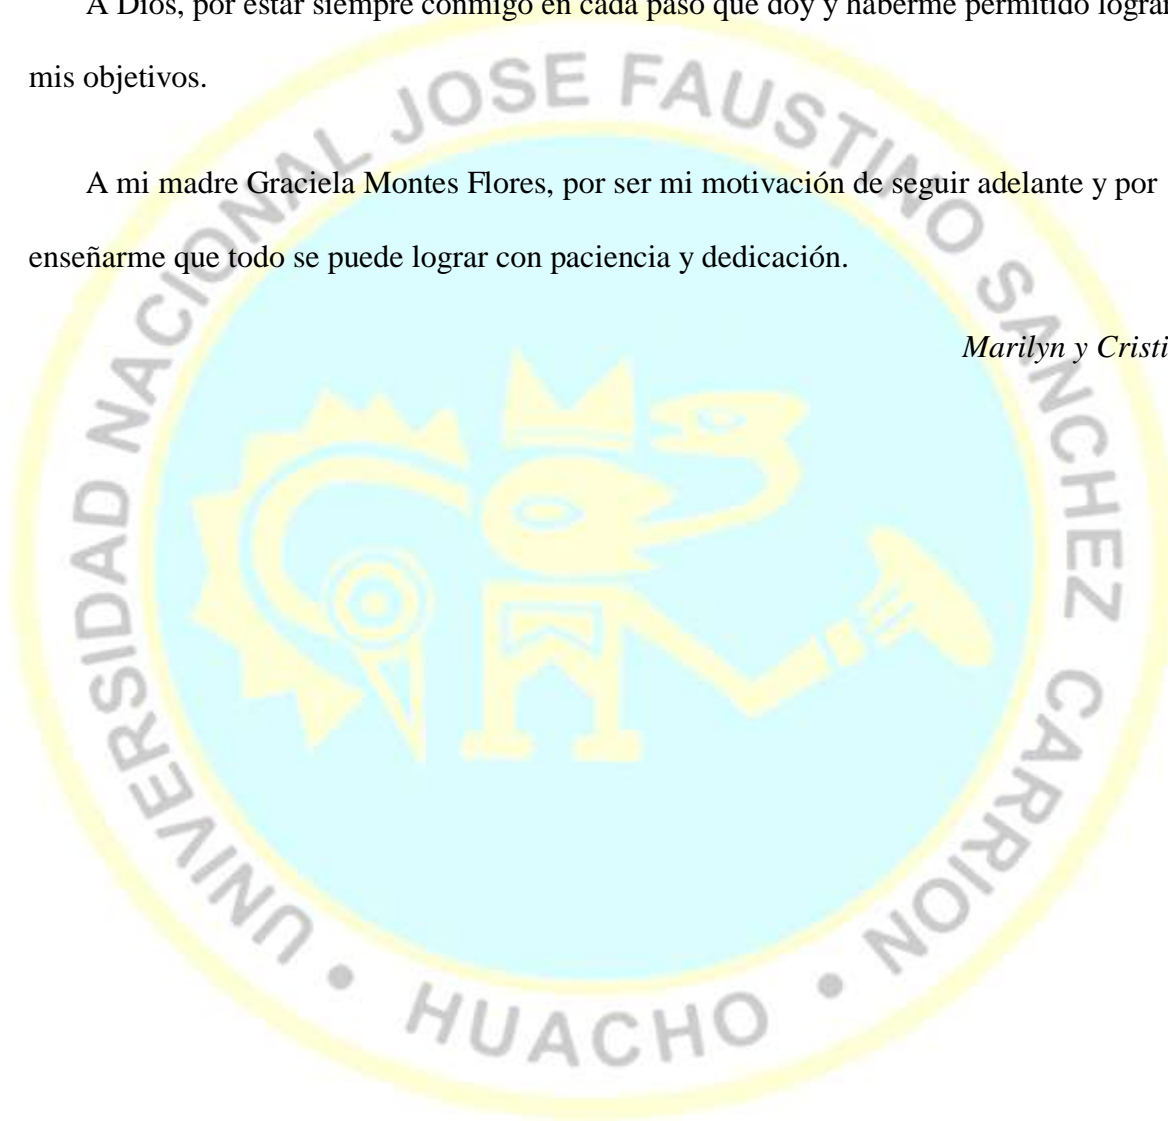 A Dios, por estar siempre conmigo en cada paso que doy y haberme permitido lograr
mis objetivos.
A mi madre Graciela Montes Flores, por ser mi motivación de seguir adelante y por
enseñarme que todo se puede lograr con paciencia y dedicación.
Marilyn y Cristi
UNIVERSIDAD NACIONAL JOSE FAUSTINO SANCHEZ CARRION
• HUACHO •